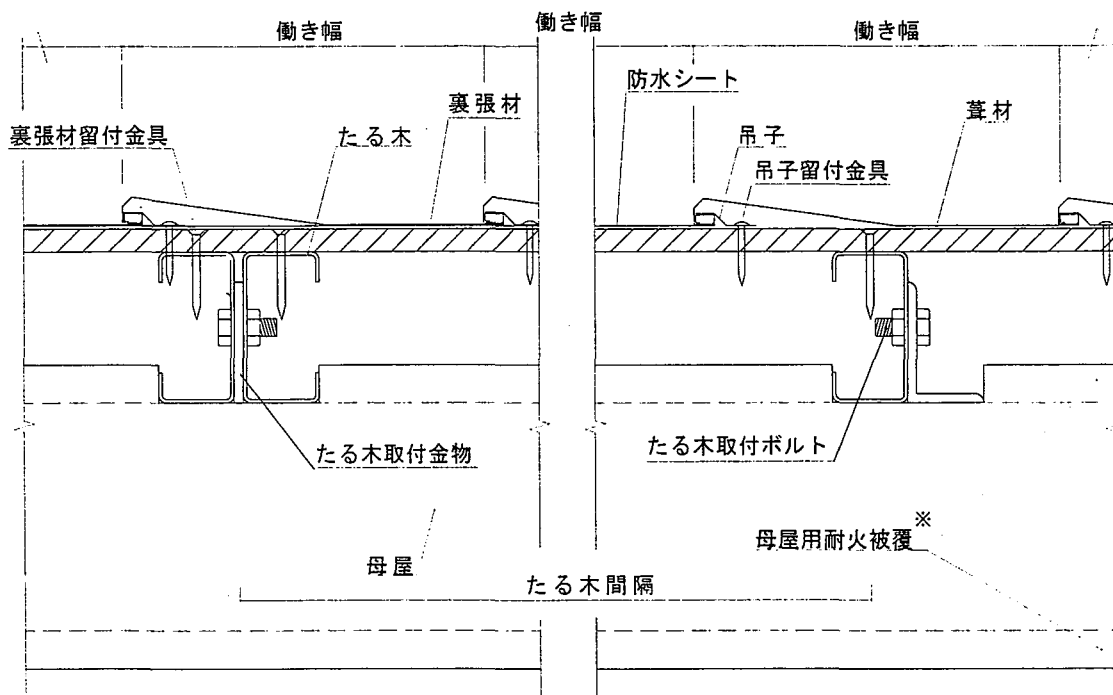 働き幅
働き幅
働き幅
防水シート
裏張材
葺材
裏張材留付金具
たる木
吊子
吊子留付金具
たる木取付金物
たる木取付ボルト
母屋用耐火被覆※
母屋
たる木間隔